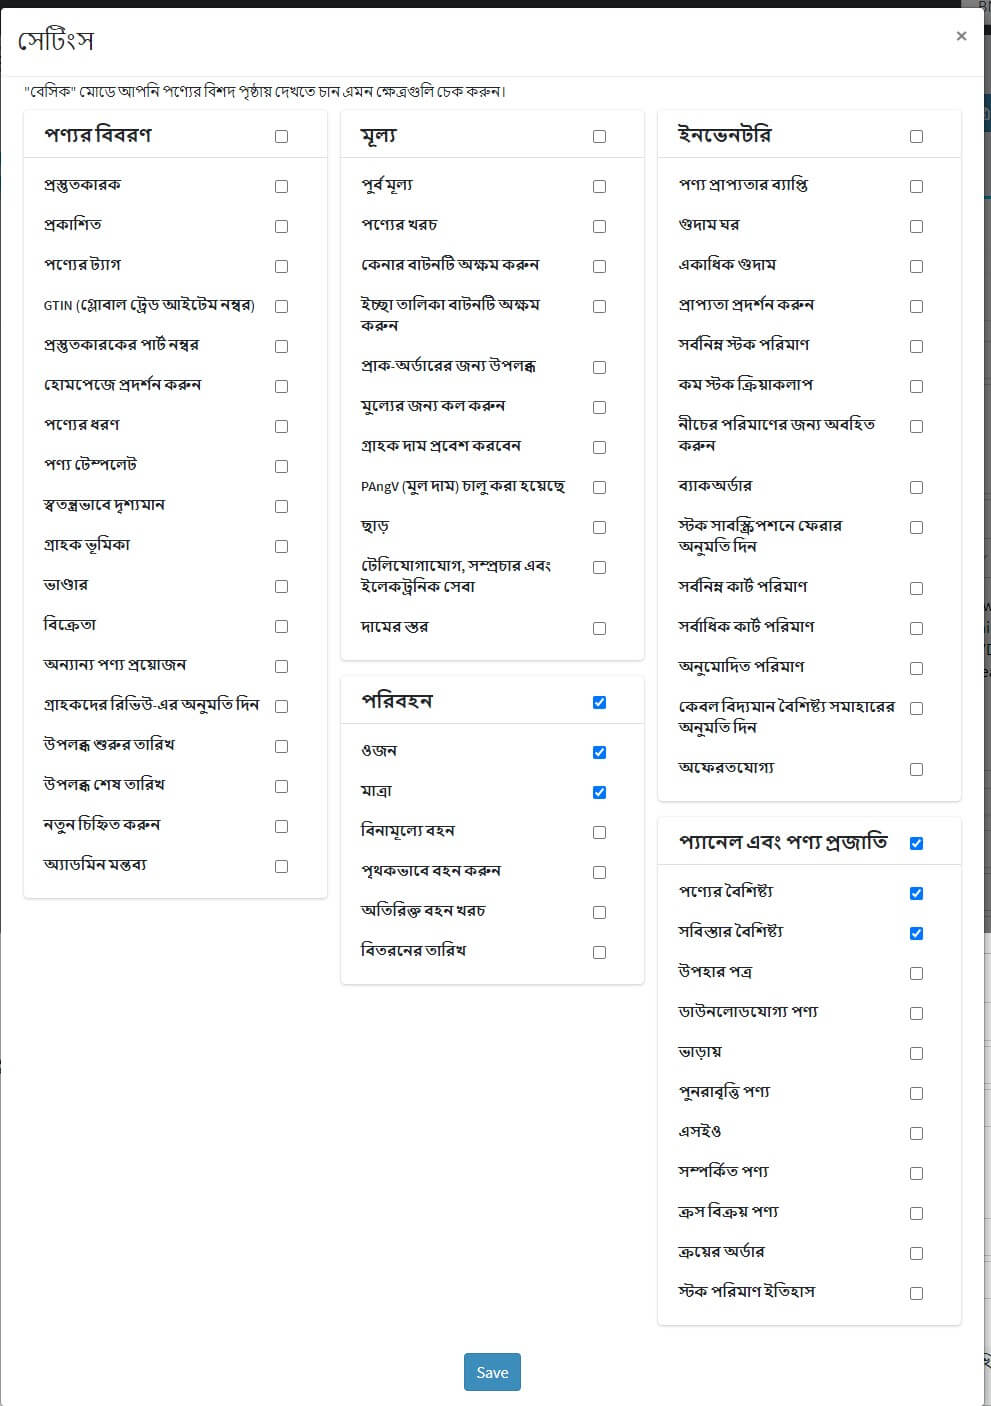 সেটিংস
×
"বেসিক" মোডে আপনি পণ্যের বিশদ পৃষ্ঠায় দেখতে চান এমন ক্ষেত্রগুলি চেক করুন।
পণ্যর বিবরণ
প্রস্তুতকারক
প্রকাশিত
পণ্যের ট্যাগ
GTIN (গ্লোবাল ট্রেড আইটেম নম্বর)
প্রস্তুতকারকের পার্ট নম্বর
হোমপেজে প্রদর্শন করুন
পণ্যের ধরণ
পণ্য টেম্পলেট
স্বতন্ত্রভাবে দৃশ্যমান
গ্রাহক ভূমিকা
ভাণ্ডার
বিক্রেতা
অন্যান্য পণ্য প্রয়োজন
গ্রাহকদের রিভিউ-এর অনুমতি দিন
উপলব্ধ শুরুর তারিখ
উপলব্ধ শেষ তারিখ
নতুন চিহ্নিত করুন
অ্যাডমিন মন্তব্য
মূল্য
পুর্ব মূল্য
পণ্যের খরচ
কেনার বাটনটি অক্ষম করুন
ইচ্ছা তালিকা বাটনটি অক্ষম
করুন
প্রাক-অর্ডারের জন্য উপলব্ধ
মুল্যের জন্য কল করুন
গ্রাহক দাম প্রবেশ করবেন
PAngV (মুল দাম) চালু করা হয়েছে
ছাড়
টেলিযোগাযোগ, সম্প্রচার এবং
ইলেকট্রনিক সেবা
দামের স্তর
পরিবহন
ওজন
মাত্রা
বিনামূল্যে বহন
পৃথকভাবে বহন করুন
অতিরিক্ত বহন খরচ
বিতরনের তারিখ
ইনভেনটরি
পণ্য প্রাপ্যতার ব্যাপ্তি
গুদাম ঘর
একাধিক গুদাম
প্রাপ্যতা প্রদর্শন করুন
সর্বনিম্ন স্টক পরিমাণ
কম স্টক ক্রিয়াকলাপ
নীচের পরিমাণের জন্য অবহিত
করুন
ব্যাকঅর্ডার
স্টক সাবস্ক্রিপশনে ফেরার
অনুমতি দিন
সর্বনিম্ন কার্ট পরিমাণ
সর্বাধিক কার্ট পরিমাণ
অনুমোদিত পরিমাণ
কেবল বিদ্যমান বৈশিষ্ট্য সমাহারের
অনুমতি দিন
অফেরতযোগ্য
প্যানেল এবং পণ্য প্রজাতি
পণ্যের বৈশিষ্ট্য
সবিস্তার বৈশিষ্ট্য
উপহার পত্র
ডাউনলোডযোগ্য পণ্য
ভাড়ায়
পুনরাবৃত্তি পণ্য
এসইও
সম্পর্কিত পণ্য
ক্রস বিক্রয় পণ্য
ক্রয়ের অর্ডার
স্টক পরিমাণ ইতিহাস
Save